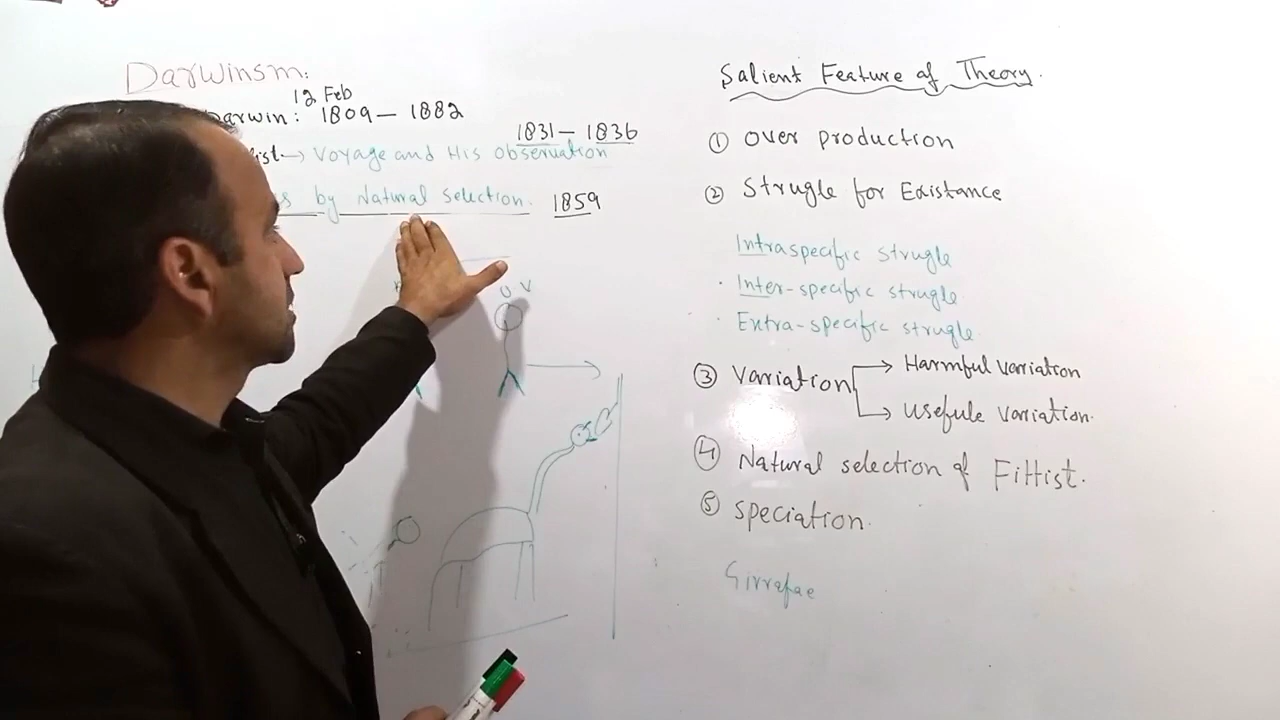 Darwinsm:
12 Feb
Darwin: 1809 — 1882
1831 — 1836
Voyage and His observation
by Natural selection. 1859
U V
Salient Feature of Theory.
① over production
② Strugle for Existance
Intraspecific strugle
· Inter-specific strugle
· Extra-specific strugle
③ Variation → Harmful variation
→ Usefule variation.
④ Natural selection of Fittist.
⑤ speciation.
Girrafae